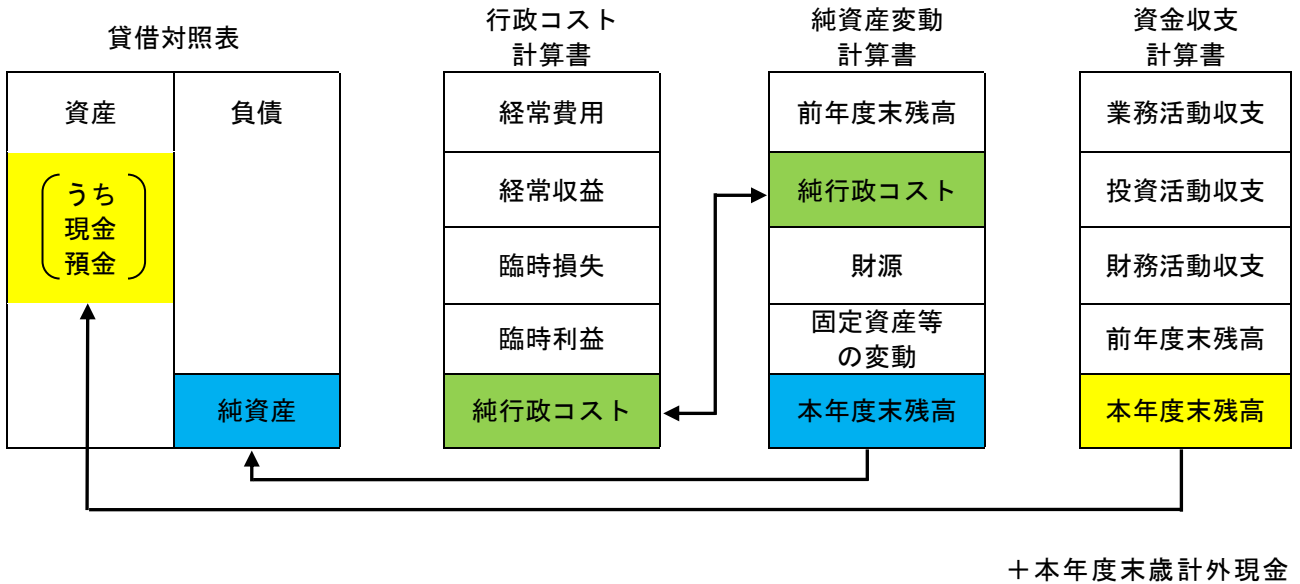 貸借対照表
資産
負債
うち
現金
預金
純資産
行政コスト
計算書
経常費用
経常収益
臨時損失
臨時利益
純行政コスト
純資産変動
計算書
前年度末残高
純行政コスト
財源
固定資産等
の変動
本年度末残高
資金収支
計算書
業務活動収支
投資活動収支
財務活動収支
前年度末残高
本年度末残高
＋本年度末歳計外現金